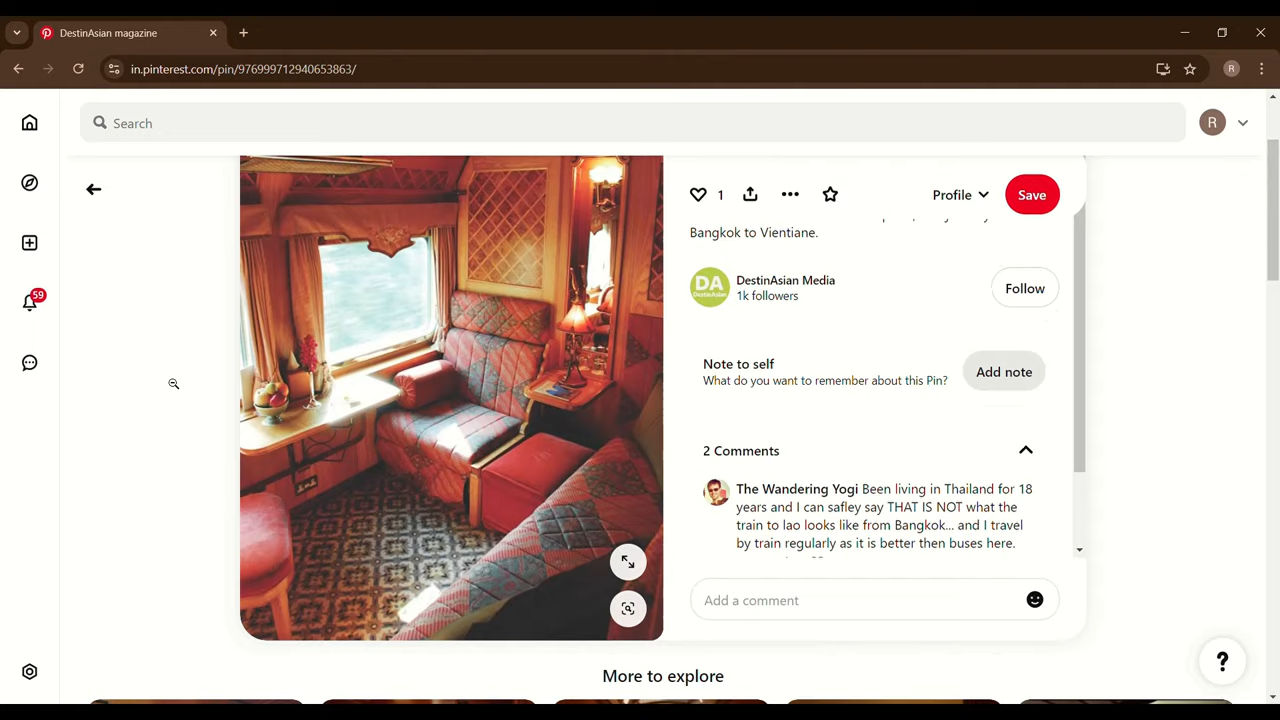 DestinAsian magazine
in.pinterest.com/pin/976999712940653863/
R
Search
R
59
1
Profile
Save
Bangkok to Vientiane.
DA
DestinAsian
DestinAsian Media
1k followers
Follow
Note to self
What do you want to remember about this Pin?
Add note
2 Comments
The Wandering Yogi Been living in Thailand for 18
years and I can safley say THAT IS NOT what the
train to lao looks like from Bangkok... and I travel
by train regularly as it is better then buses here.
Add a comment
?
More to explore